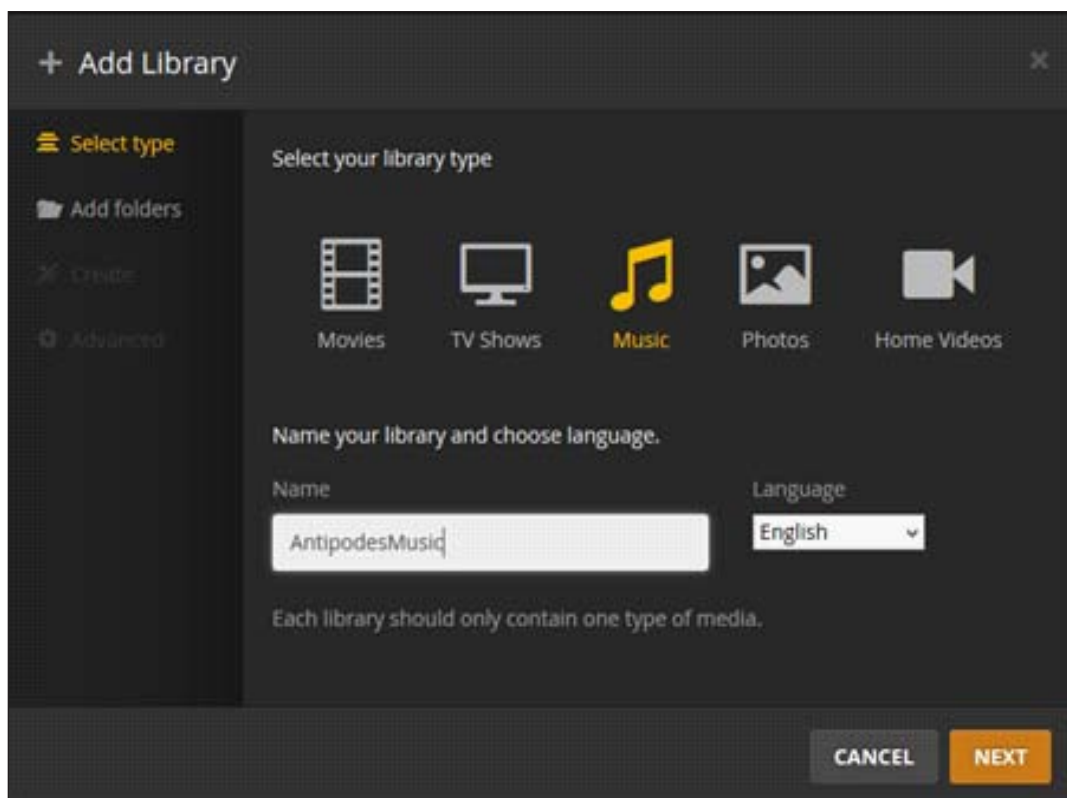 Add Library
Select type
Add folders
Create
Advanced
Select your library type
Movies TV Shows Music Photos Home Videos
Name your library and choose language.
Name Language
AntipodesMusic English
Each library should only contain one type of media.
CANCEL NEXT